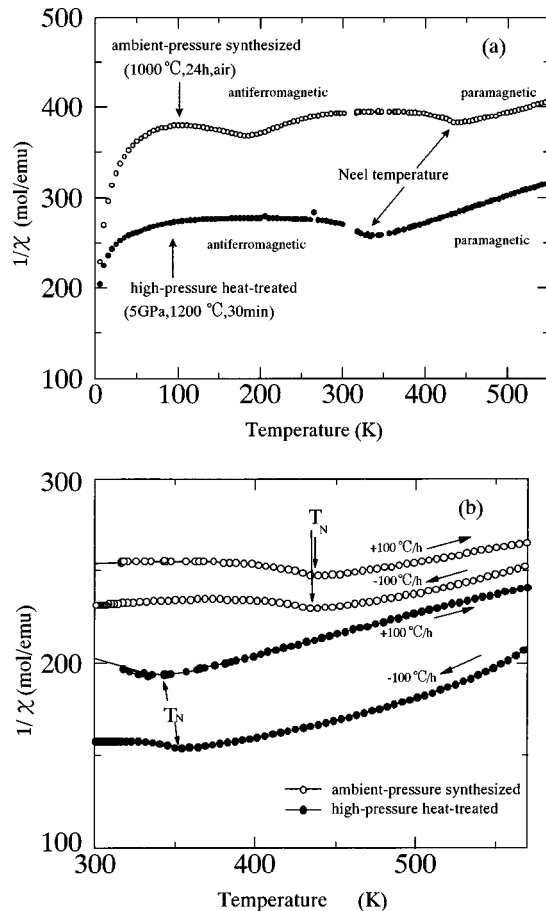 (a)
ambient-pressure synthesized
(1000 ℃,24h,air)
antiferromagnetic
paramagnetic
Neel temperature
antiferromagnetic
paramagnetic
high-pressure heat-treated
(5GPa,1200 ℃,30min)
1/χ (mol/emu)
500
400
300
200
100
0 100 200 300 400 500
Temperature (K)
(b)
T_N
+100℃/h
-100℃/h
+100℃/h
-100℃/h
T_N
ambient-pressure synthesized
high-pressure heat-treated
1/ χ (mol/emu)
300
200
100
300 400 500
Temperature (K)